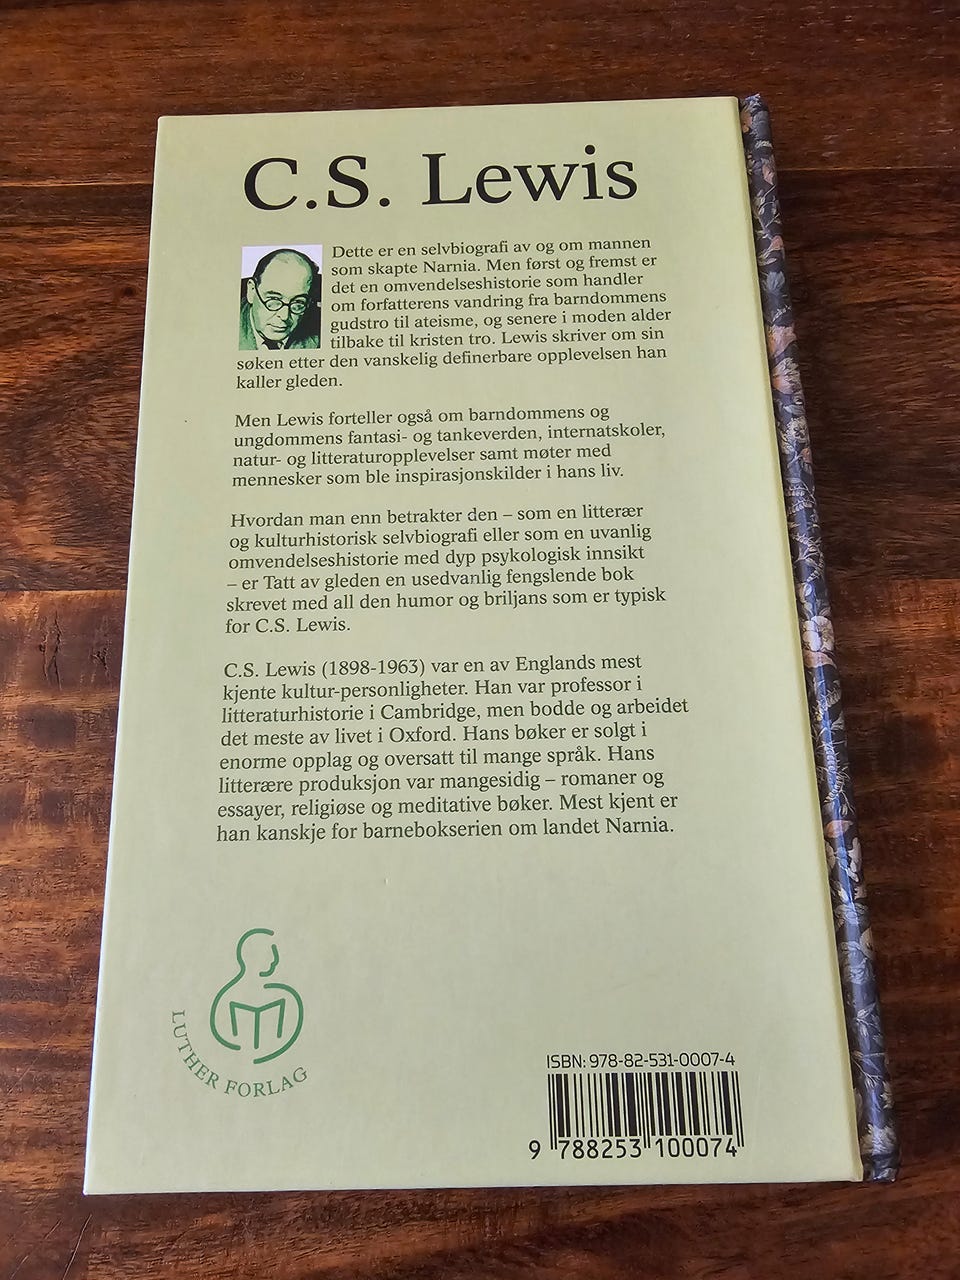 C.S. Lewis
Dette er en selvbiografi av og om mannen
som skapte Narnia. Men først og fremst er
det en omvendelseshistorie som handler
om forfatterens vandring fra barndommens
gudstro til ateisme, og senere i moden alder
tilbake til kristen tro. Lewis skriver om sin
søken etter den vanskelig definerbare opplevelsen han
kaller gleden.
Men Lewis forteller også om barndommens og
ungdommens fantasi- og tankeverden, internatskoler,
natur- og litteraturopplevelser samt møter med
mennesker som ble inspirasjonskilder i hans liv.
Hvordan man enn betrakter den – som en litterær
og kulturhistorisk selvbiografi eller som en uvanlig
omvendelseshistorie med dyp psykologisk innsikt
– er Tatt av gleden en usedvanlig fengslende bok
skrevet med all den humor og briljans som er typisk
for C.S. Lewis.
C.S. Lewis (1898-1963) var en av Englands mest
kjente kultur-personligheter. Han var professor i
litteraturhistorie i Cambridge, men bodde og arbeidet
det meste av livet i Oxford. Hans bøker er solgt i
enorme opplag og oversatt til mange språk. Hans
litterære produksjon var mangesidig – romaner og
essayer, religiøse og meditative bøker. Mest kjent er
han kanskje for barnebokserien om landet Narnia.
LUTHER FORLAG
ISBN: 978-82-531-0007-4
9 788253 100074